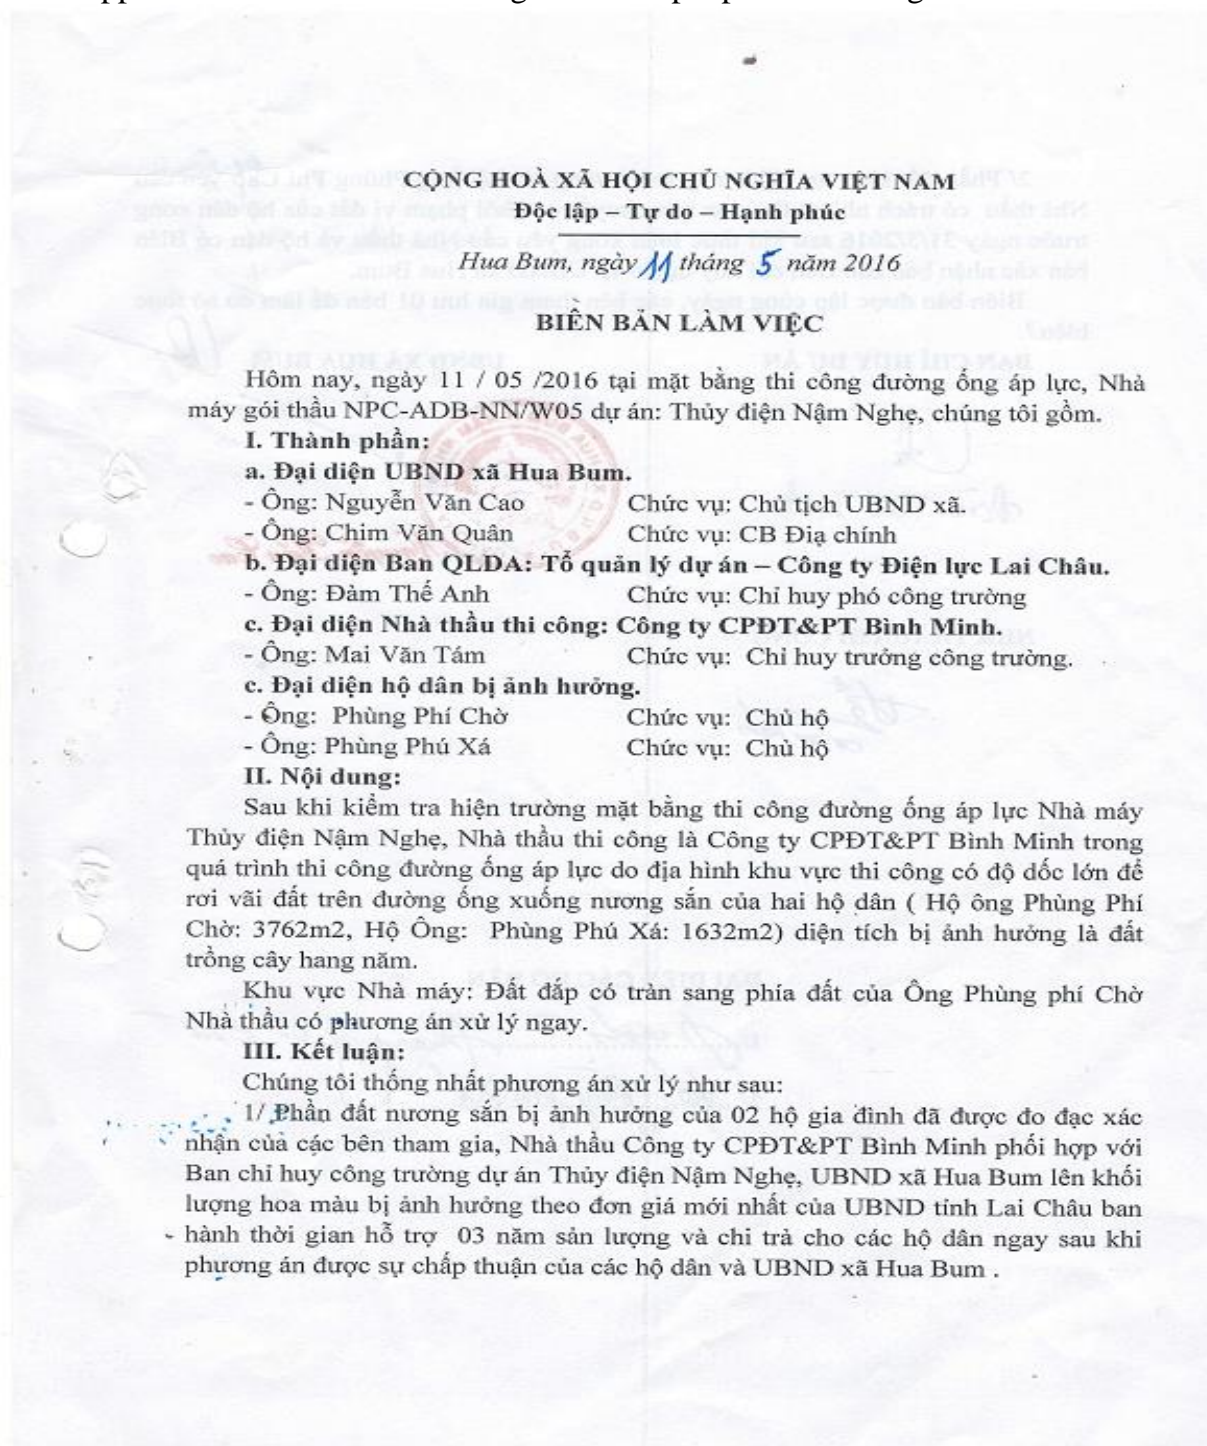 CỘNG HOÀ XÃ HỘI CHỦ NGHĨA VIỆT NAM
Độc lập – Tự do – Hạnh phúc
Hua Bum, ngày 11 tháng 5 năm 2016
BIÊN BẢN LÀM VIỆC
Hôm nay, ngày 11 / 05 /2016 tại mặt bằng thi công đường ống áp lực, Nhà
máy gói thầu NPC-ADB-NN/W05 dự án: Thủy điện Nậm Nghẹ, chúng tôi gồm.
I. Thành phần:
a. Đại diện UBND xã Hua Bum.
- Ông: Nguyễn Văn Cao Chức vụ: Chủ tịch UBND xã.
- Ông: Chim Văn Quân Chức vụ: CB Địa chính
b. Đại diện Ban QLDA: Tổ quản lý dự án – Công ty Điện lực Lai Châu.
- Ông: Đàm Thế Anh Chức vụ: Chỉ huy phó công trường
c. Đại diện Nhà thầu thi công: Công ty CPĐT&PT Bình Minh.
- Ông: Mai Văn Tám Chức vụ: Chỉ huy trưởng công trường.
c. Đại diện hộ dân bị ảnh hưởng.
- Ông: Phùng Phí Chờ Chức vụ: Chủ hộ
- Ông: Phùng Phú Xá Chức vụ: Chủ hộ
II. Nội dung:
Sau khi kiểm tra hiện trường mặt bằng thi công đường ống áp lực Nhà máy
Thủy điện Nậm Nghẹ, Nhà thầu thi công là Công ty CPĐT&PT Bình Minh trong
quá trình thi công đường ống áp lực do địa hình khu vực thi công có độ dốc lớn để
rơi vãi đất trên đường ống xuống nương sắn của hai hộ dân ( Hộ ông Phùng Phí
Chờ: 3762m2, Hộ Ông: Phùng Phú Xá: 1632m2) diện tích bị ảnh hưởng là đất
trồng cây hang năm.
Khu vực Nhà máy: Đất đắp có tràn sang phía đất của Ông Phùng phí Chờ
Nhà thầu có phương án xử lý ngay.
III. Kết luận:
Chúng tôi thống nhất phương án xử lý như sau:
1/ Phần đất nương sắn bị ảnh hưởng của 02 hộ gia đình đã được đo đạc xác
nhận của các bên tham gia, Nhà thầu Công ty CPĐT&PT Bình Minh phối hợp với
Ban chỉ huy công trường dự án Thủy điện Nậm Nghẹ, UBND xã Hua Bum lên khối
lượng hoa màu bị ảnh hưởng theo đơn giá mới nhất của UBND tỉnh Lai Châu ban
hành thời gian hỗ trợ 03 năm sản lượng và chi trả cho các hộ dân ngay sau khi
phương án được sự chấp thuận của các hộ dân và UBND xã Hua Bum .